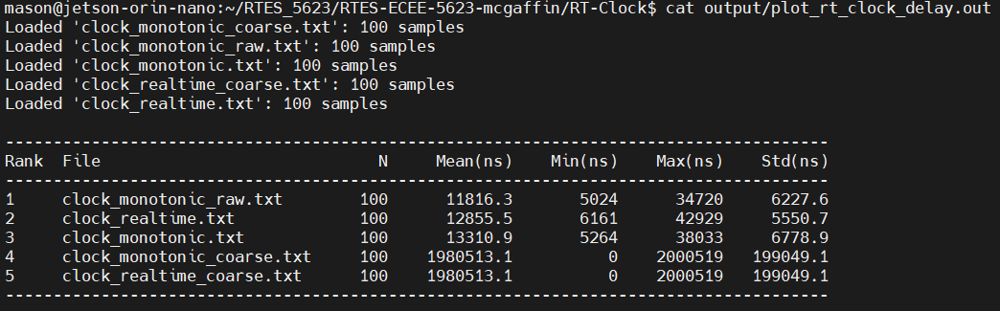 mason@jetson-orin-nano:~/RTES_5623/RTES-ECEE-5623-mcgaffin/RT-Clock$ cat output/plot_rt_clock_delay.out
Loaded 'clock_monotonic_coarse.txt': 100 samples
Loaded 'clock_monotonic_raw.txt': 100 samples
Loaded 'clock_monotonic.txt': 100 samples
Loaded 'clock_realtime_coarse.txt': 100 samples
Loaded 'clock_realtime.txt': 100 samples

--------------------------------------------------------------------------------------
Rank  File                             N     Mean(ns)    Min(ns)    Max(ns)    Std(ns)
--------------------------------------------------------------------------------------
1     clock_monotonic_raw.txt        100      11816.3       5024      34720     6227.6
2     clock_realtime.txt             100      12855.5       6161      42929     5550.7
3     clock_monotonic.txt            100      13310.9       5264      38033     6778.9
4     clock_monotonic_coarse.txt     100    1980513.1          0    2000519   199049.1
5     clock_realtime_coarse.txt      100    1980513.1          0    2000519   199049.1
--------------------------------------------------------------------------------------